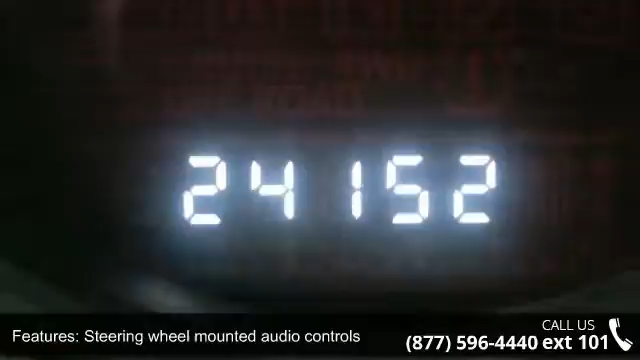 24152
CALL US
Features: Steering wheel mounted audio controls
(877) 596-4440 ext 101